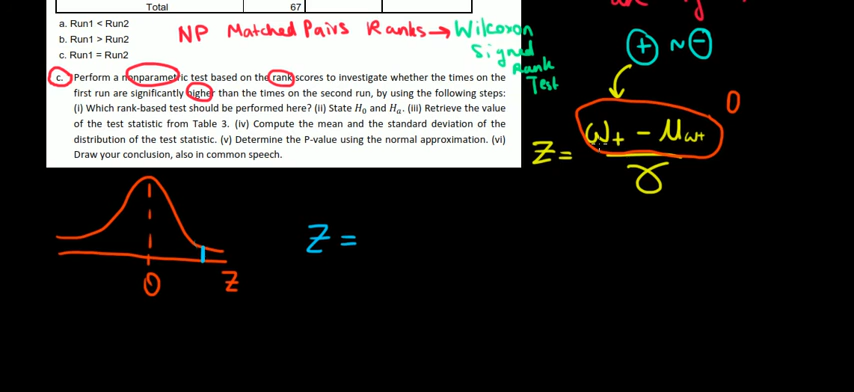 Total 67
a. Run1 < Run2
b. Run1 > Run2
c. Run1 = Run2
NP Matched Pairs Ranks → Wilcoxon
Signed
Rank
Test
+ ~ -
c. Perform a nonparametric test based on the rank scores to investigate whether the times on the
first run are significantly higher than the times on the second run, by using the following steps:
(i) Which rank-based test should be performed here? (ii) State H₀ and Hₐ. (iii) Retrieve the value
of the test statistic from Table 3. (iv) Compute the mean and the standard deviation of the
distribution of the test statistic. (v) Determine the P-value using the normal approximation. (vi)
Draw your conclusion, also in common speech.
0
Z = W+ - μw+
γ
Z =
0 Z